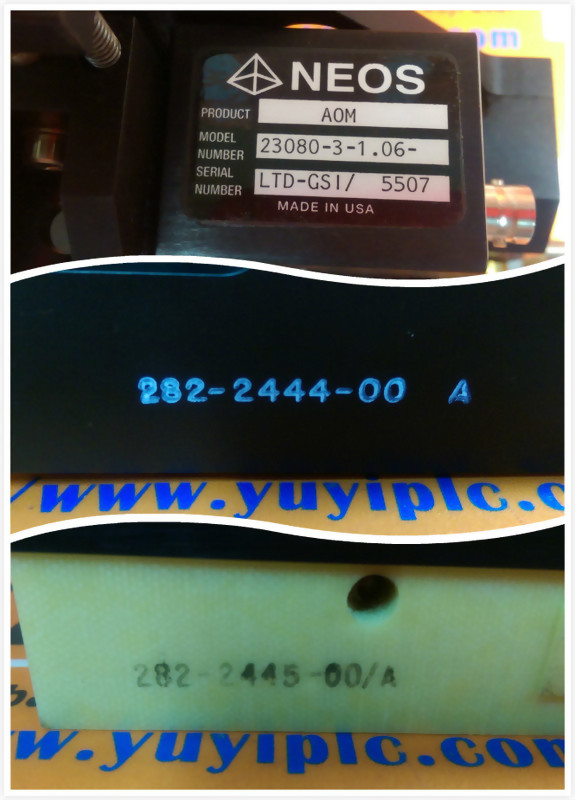 com
NEOS
PRODUCT AOM
MODEL NUMBER 23080-3-1.06-
SERIAL NUMBER LTD-GSI/ 5507
MADE IN USA
282-2444-00 A
www.yuyiplc.c
282-2445-00/A
w.yuyiplc.com